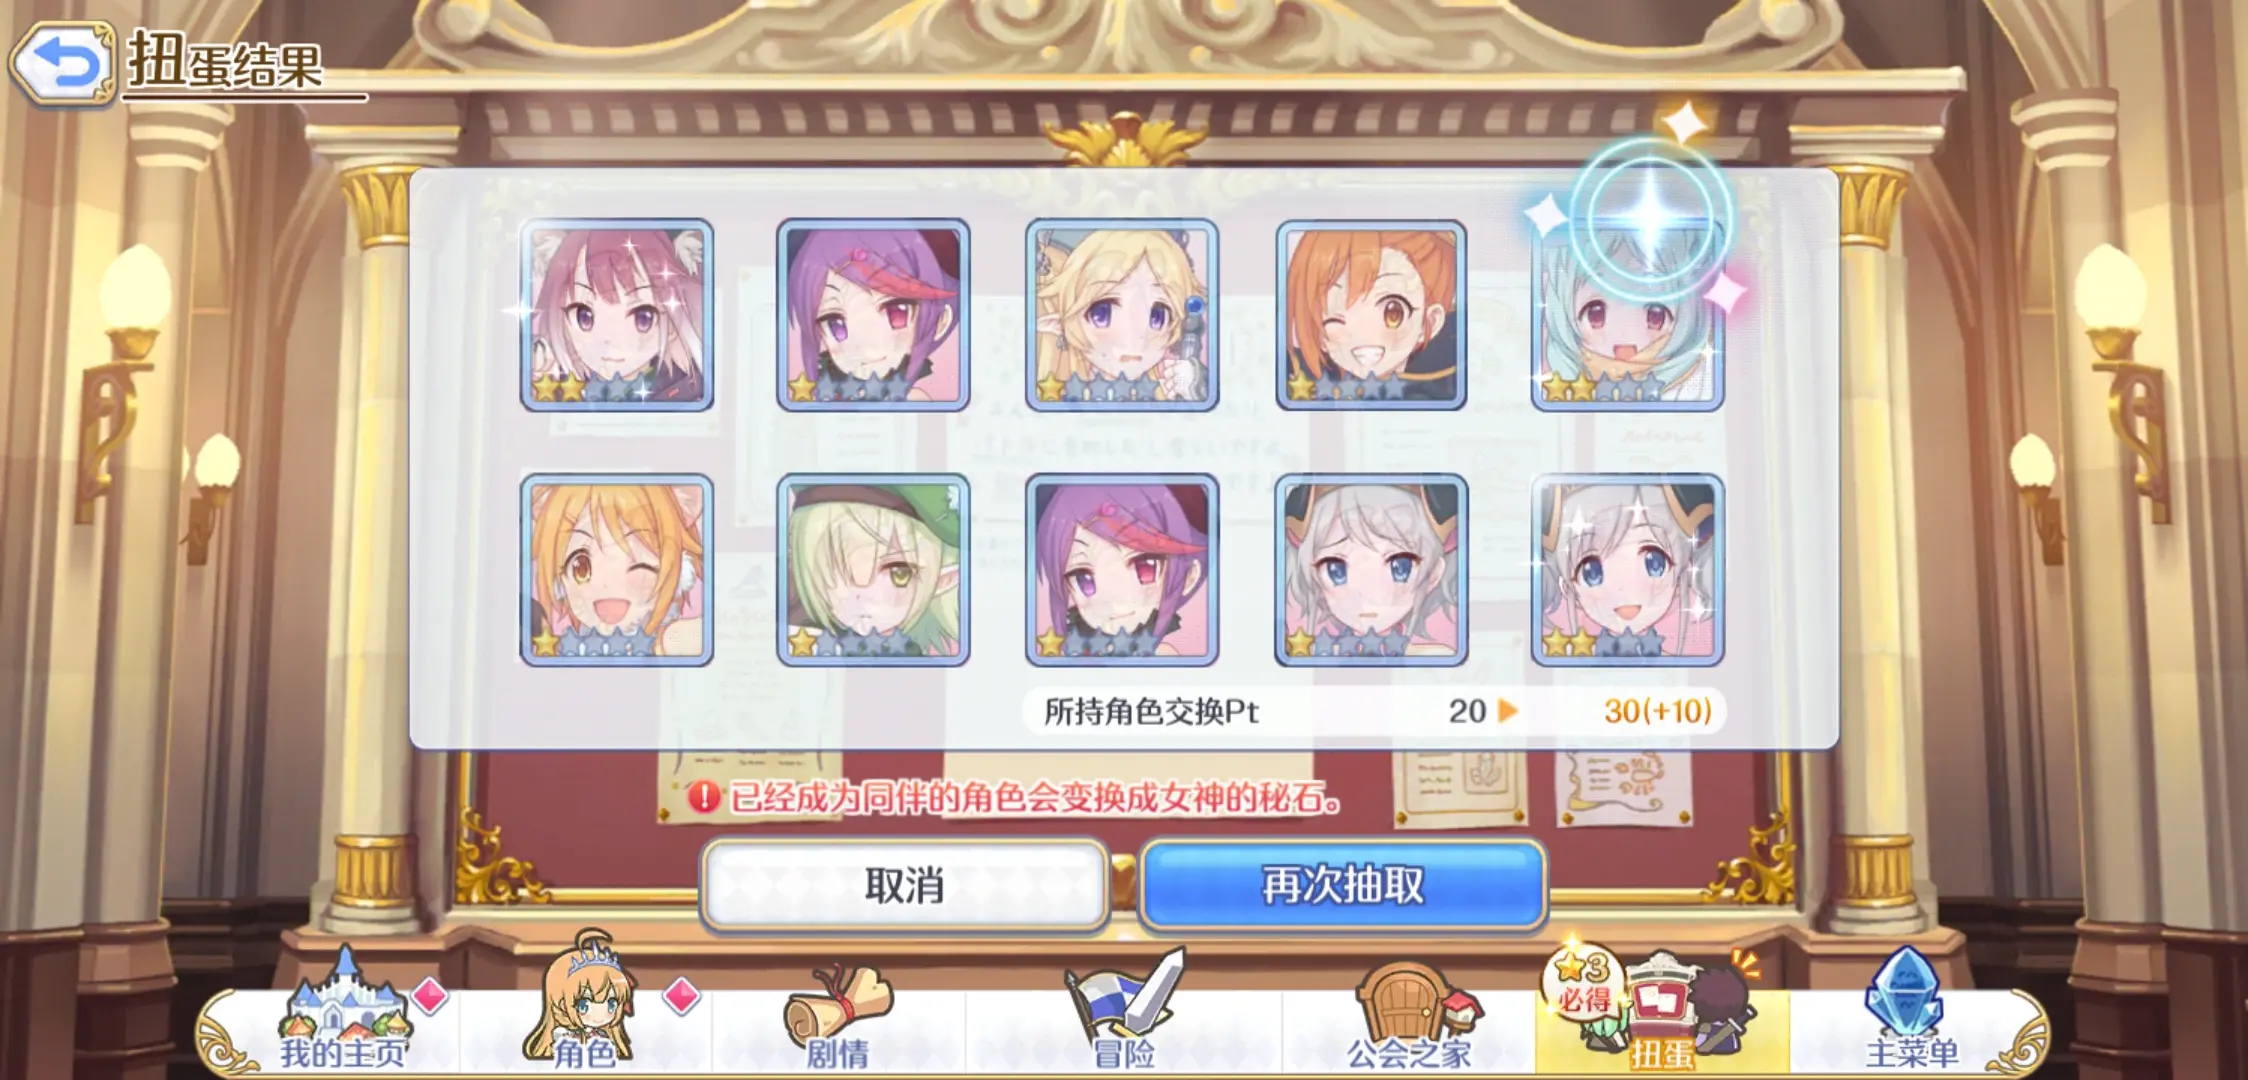 扭蛋结果
所持角色交换Pt 20 30(+10)
已经成为同伴的角色会变换成女神的秘石。
取消
再次抽取
3
必得
我的主页
角色
剧情
冒险
公会之家
扭蛋
主菜单